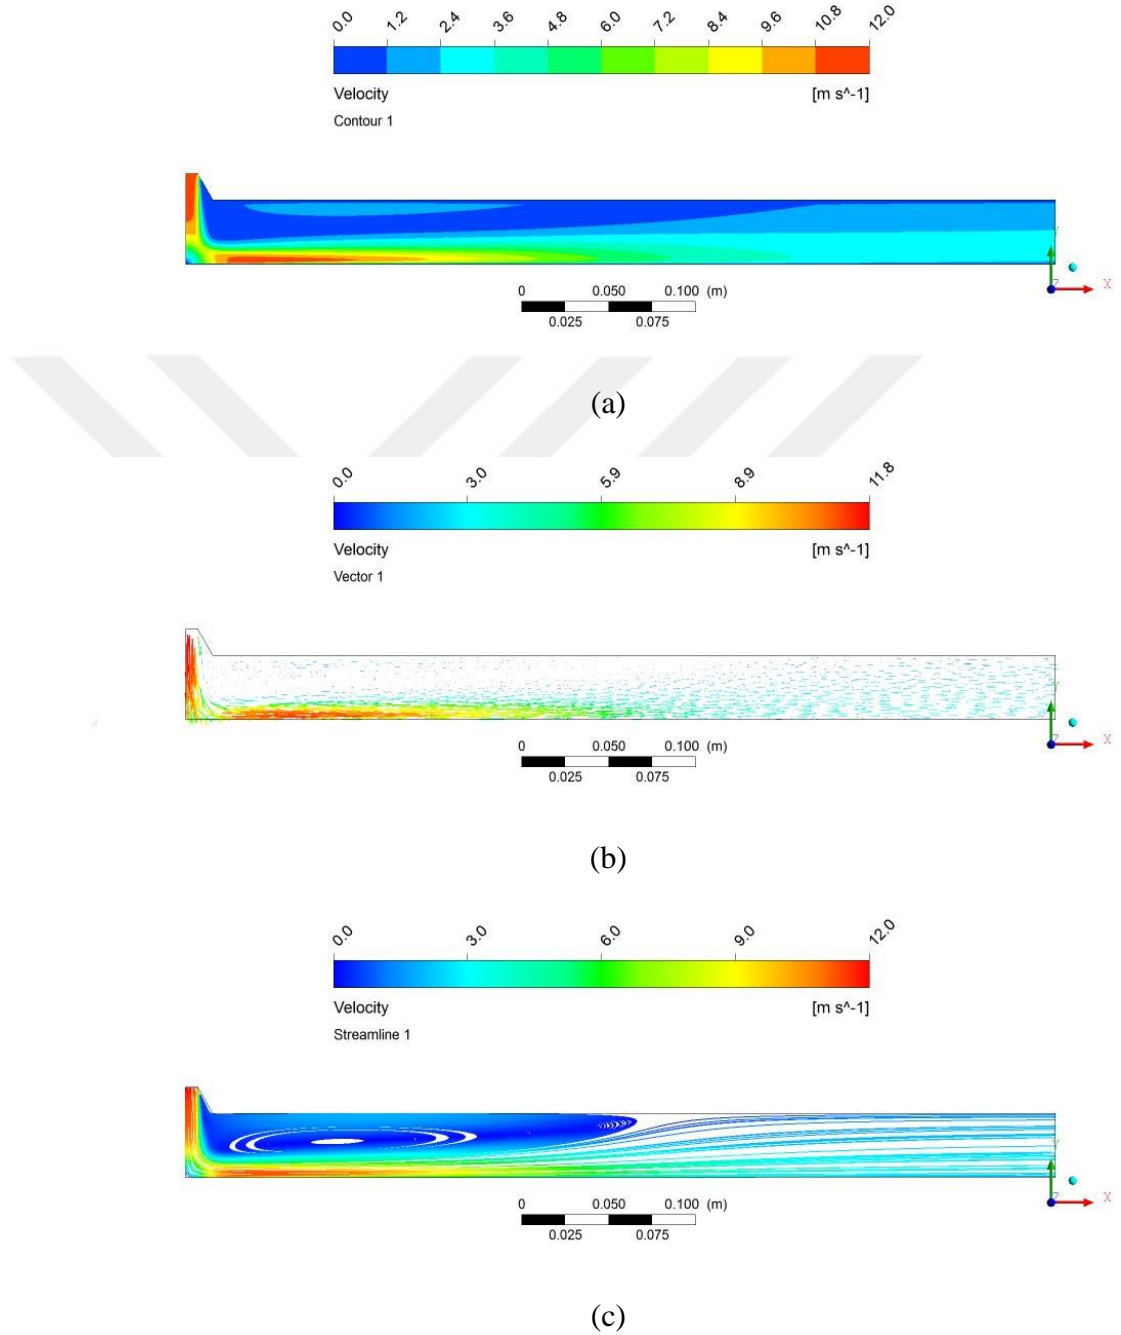 0.0 1.2 2.4 3.6 4.8 6.0 7.2 8.4 9.6 10.8 12.0
Velocity [m s^-1]
Contour 1
Y
Z X
0 0.050 0.100 (m)
0.025 0.075
(a)
0.0 3.0 5.9 8.9 11.8
Velocity [m s^-1]
Vector 1
Y
Z X
0 0.050 0.100 (m)
0.025 0.075
(b)
0.0 3.0 6.0 9.0 12.0
Velocity [m s^-1]
Streamline 1
Y
Z X
0 0.050 0.100 (m)
0.025 0.075
(c)